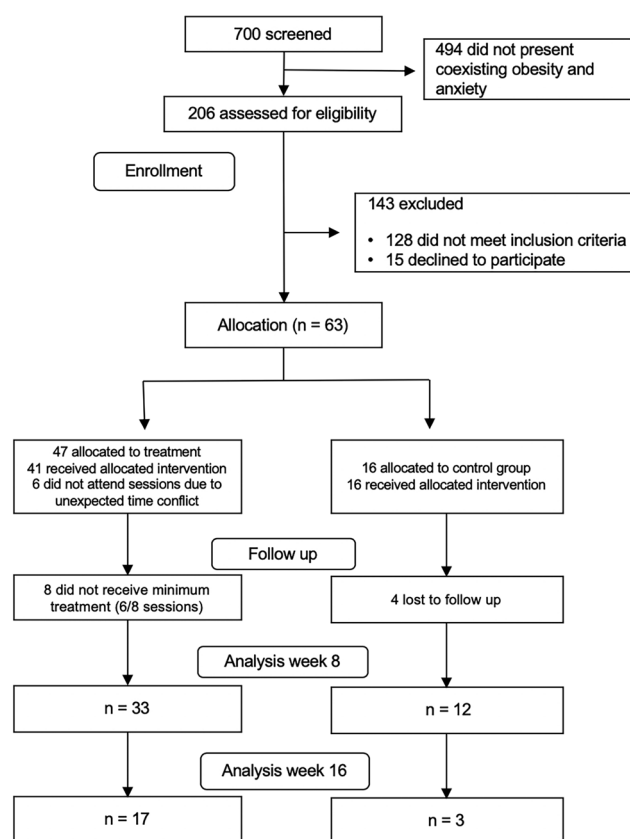 700 screened
494 did not present
coexisting obesity and
anxiety
206 assessed for eligibility
Enrollment
143 excluded
• 128 did not meet inclusion criteria
• 15 declined to participate
Allocation (n = 63)
47 allocated to treatment
41 received allocated intervention
6 did not attend sessions due to
unexpected time conflict
16 allocated to control group
16 received allocated intervention
Follow up
8 did not receive minimum
treatment (6/8 sessions)
4 lost to follow up
Analysis week 8
n = 33
n = 12
Analysis week 16
n = 17
n = 3